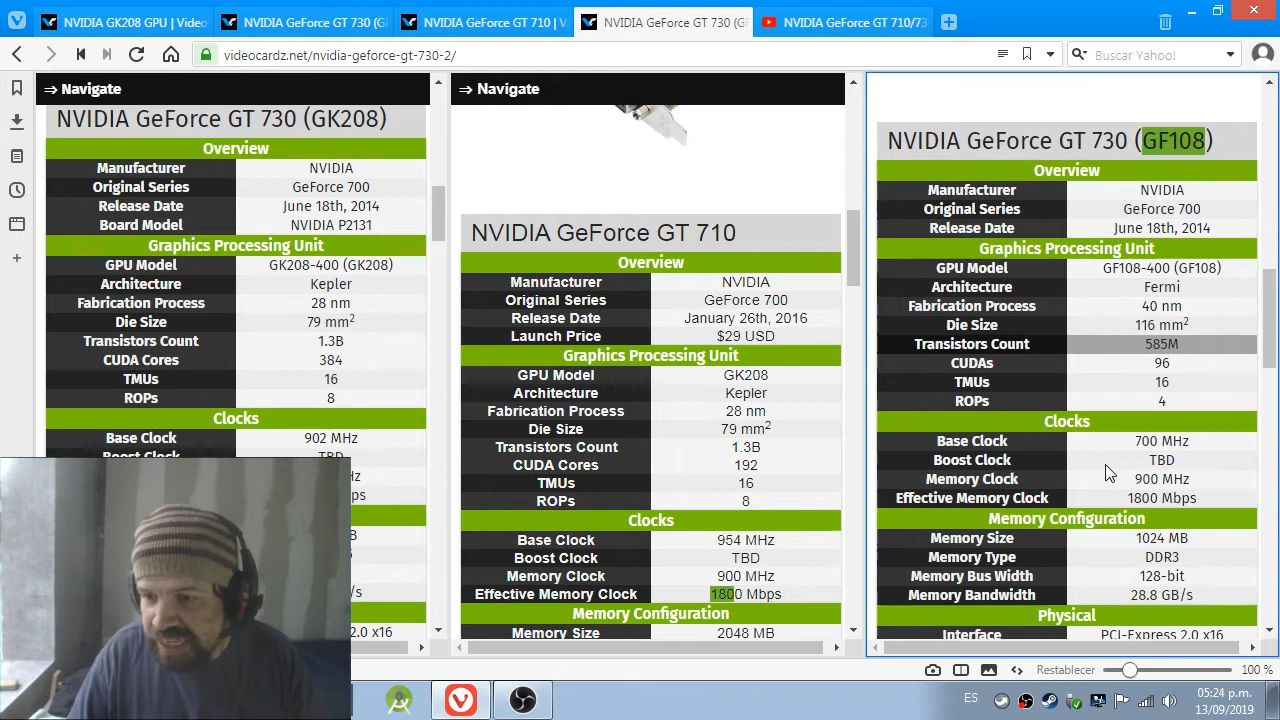 NVIDIA GK208 GPU | Video
NVIDIA GeForce GT 730 (G
NVIDIA GeForce GT 710 | V
NVIDIA GeForce GT 730 (GF
NVIDIA GeForce GT 710/73
videocardz.net/nvidia-geforce-gt-730-2/
Buscar Yahoo!
⇒ Navigate
NVIDIA GeForce GT 730 (GK208)
Overview
Manufacturer NVIDIA
Original Series GeForce 700
Release Date June 18th, 2014
Board Model NVIDIA P2131
Graphics Processing Unit
GPU Model GK208-400 (GK208)
Architecture Kepler
Fabrication Process 28 nm
Die Size 79 mm²
Transistors Count 1.3B
CUDA Cores 384
TMUs 16
ROPs 8
Clocks
Base Clock 902 MHz
Boost Clock TBD
⇒ Navigate
NVIDIA GeForce GT 710
Overview
Manufacturer NVIDIA
Original Series GeForce 700
Release Date January 26th, 2016
Launch Price $29 USD
Graphics Processing Unit
GPU Model GK208
Architecture Kepler
Fabrication Process 28 nm
Die Size 79 mm²
Transistors Count 1.3B
CUDA Cores 192
TMUs 16
ROPs 8
Clocks
Base Clock 954 MHz
Boost Clock TBD
Memory Clock 900 MHz
Effective Memory Clock 1800 Mbps
Memory Configuration
Memory Size 2048 MB
NVIDIA GeForce GT 730 (GF108)
Overview
Manufacturer NVIDIA
Original Series GeForce 700
Release Date June 18th, 2014
Graphics Processing Unit
GPU Model GF108-400 (GF108)
Architecture Fermi
Fabrication Process 40 nm
Die Size 116 mm²
Transistors Count 585M
CUDAs 96
TMUs 16
ROPs 4
Clocks
Base Clock 700 MHz
Boost Clock TBD
Memory Clock 900 MHz
Effective Memory Clock 1800 Mbps
Memory Configuration
Memory Size 1024 MB
Memory Type DDR3
Memory Bus Width 128-bit
Memory Bandwidth 28.8 GB/s
Physical
Interface PCI-Express 2.0 x16
Restablecer 100 %
ES
05:24 p.m.
13/09/2019